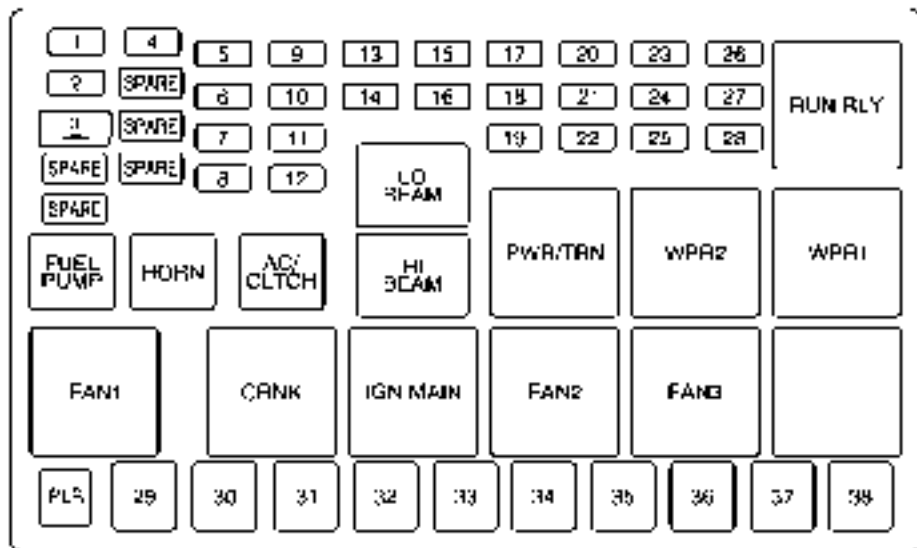 1 4
5 9 13 15 17 20 23 26
2 SPARE
6 10 14 16 18 21 24 27
RUN RLY
3 SPARE
7 11 19 22 25 28
SPARE SPARE
8 12
LO
BEAM
SPARE
FUEL
PUMP
HORN
AC/
CLTCH
HI
BEAM
PWR/TRN
WPR2
WPR1
FAN1 CRNK IGN MAIN FAN2 FAN3
PLR 29 30 31 32 33 34 35 36 37 38